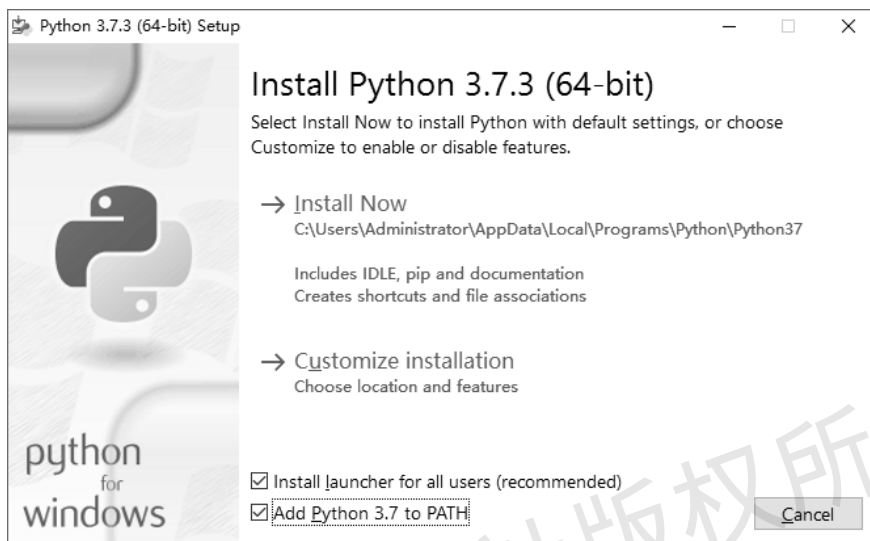 Python 3.7.3 (64-bit) Setup
Install Python 3.7.3 (64-bit)
Select Install Now to install Python with default settings, or choose
Customize to enable or disable features.
Install Now
C:\Users\Administrator\AppData\Local\Programs\Python\Python37
Includes IDLE, pip and documentation
Creates shortcuts and file associations
Customize installation
Choose location and features
python
for
windows
Install launcher for all users (recommended)
Add Python 3.7 to PATH
Cancel
版权所